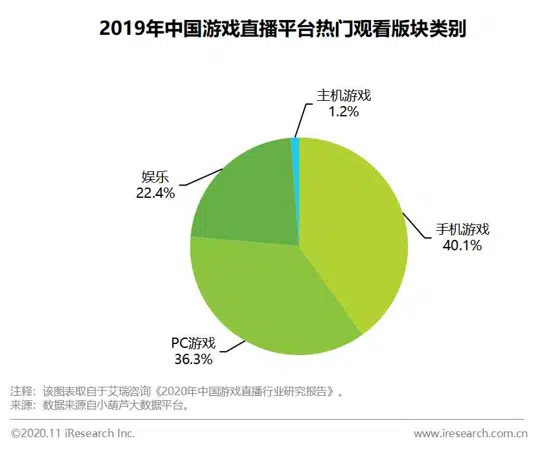 2019年中国游戏直播平台热门观看版块类别
主机游戏
1.2%
娱乐
22.4%
手机游戏
40.1%
PC游戏
36.3%
注释：该图表取自于艾瑞咨询《2020年中国游戏直播行业研究报告》。
来源：数据来源自小葫芦大数据平台。
©2020.11 iResearch Inc.
www.iresearch.com.cn